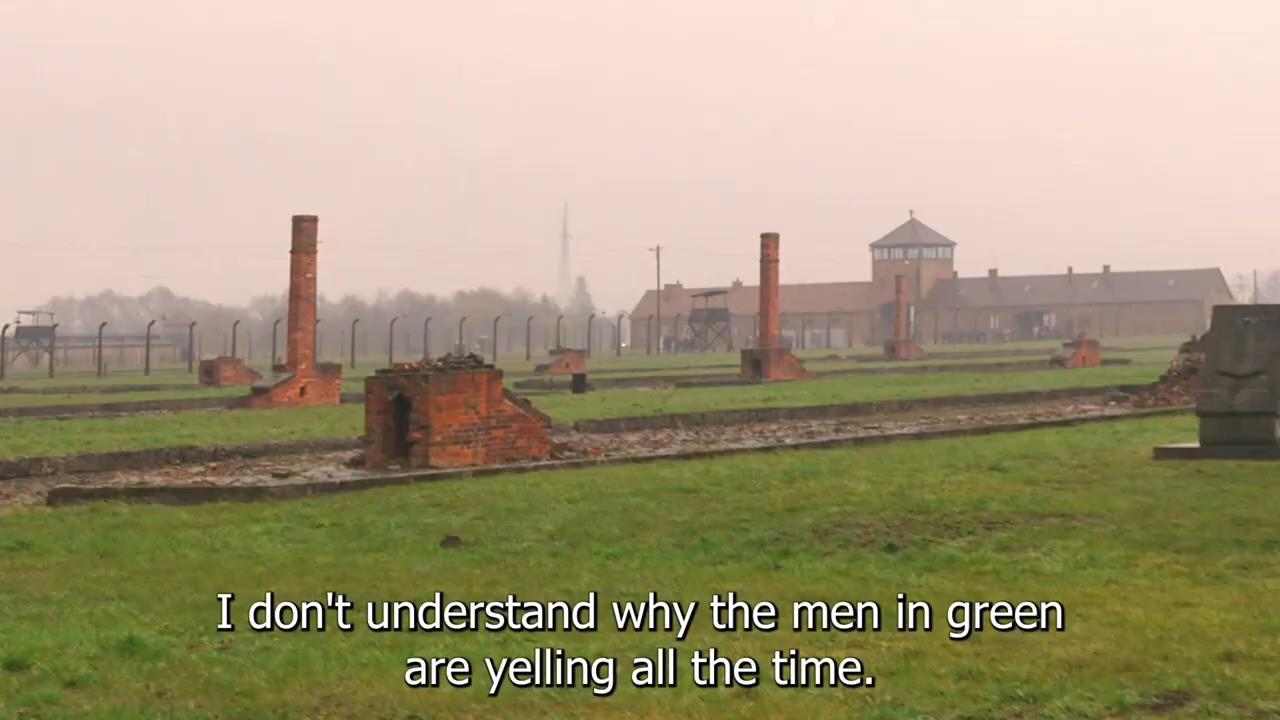 I don't understand why the men in green
are yelling all the time.